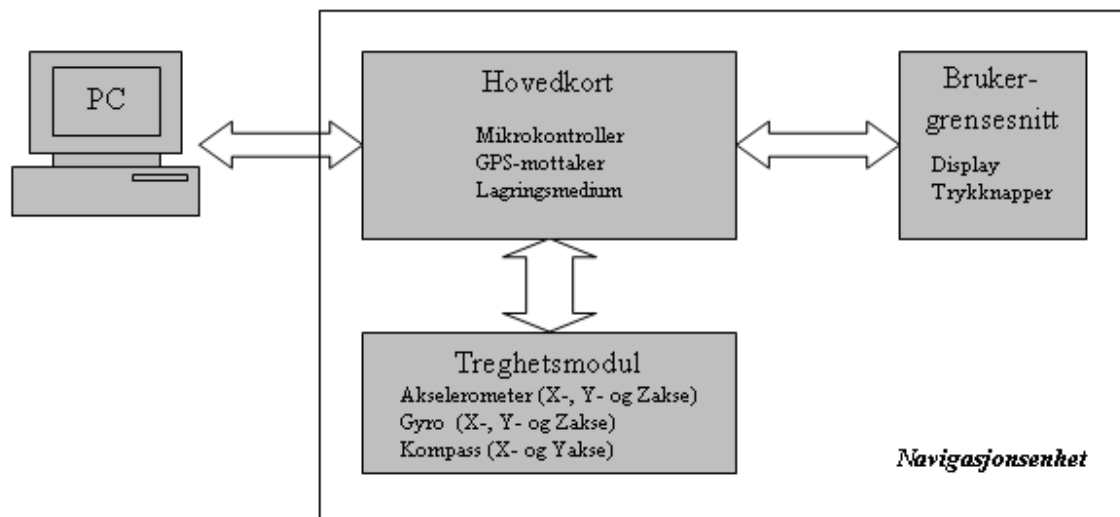 PC
Hovedkort
Mikrokontroller
GPS-mottaker
Lagringsmedium
Bruker-
grensesnitt
Display
Trykknapper
Treghetsmodul
Akselerometer (X-, Y- og Zakse)
Gyro (X-, Y- og Zakse)
Kompass (X- og Yakse)
Navigasjonsenhet